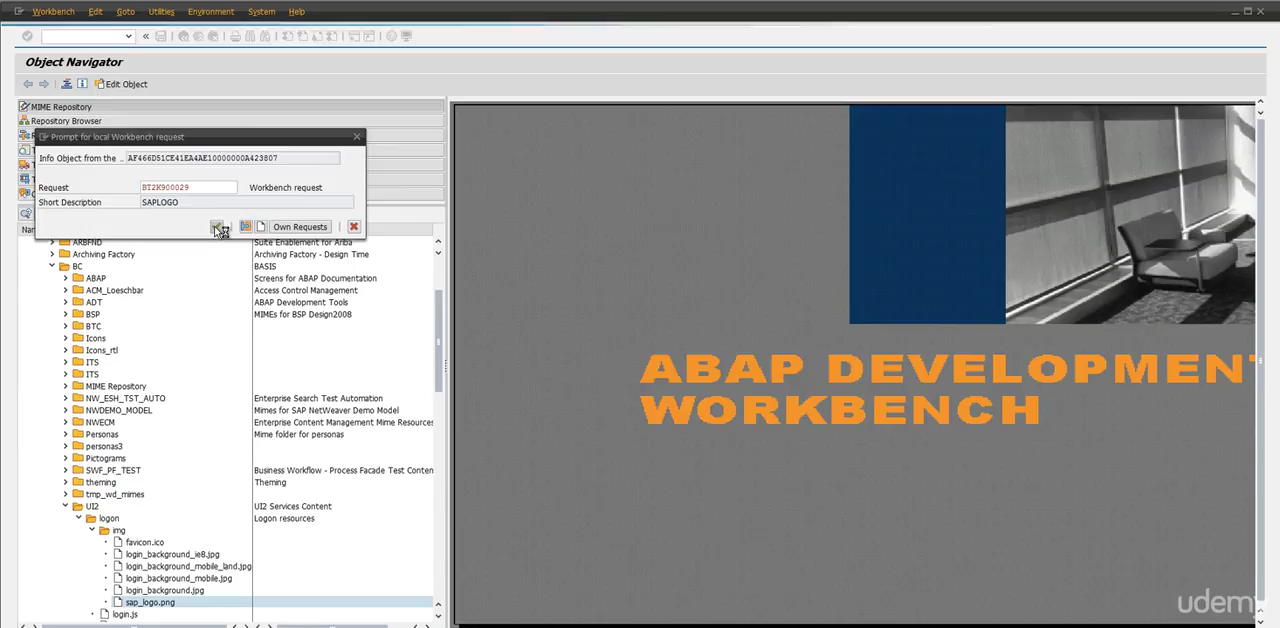 Workbench Edit Goto Utilities Environment System Help
Object Navigator
Edit Object
MIME Repository
Repository Browser
Prompt for local Workbench request
Info Object from the .. AF466D51CE41EA4AE10000000A423807
Request BT2K900029 Workbench request
Short Description SAPLOGO
Own Requests
ARBFND Suite Enablement for Ariba
Archiving Factory Archiving Factory - Design Time
BC BASIS
ABAP Screens for ABAP Documentation
ACM_Loeschbar Access Control Management
ADT ABAP Development Tools
BSP MIMEs for BSP Design2008
BTC
Icons
Icons_rtl
ITS
ITS
MIME Repository
NW_ESH_TST_AUTO Enterprise Search Test Automation
NWDEMO_MODEL Mimes for SAP NetWeaver Demo Model
NWECM Enterprise Content Management Mime Resources
Personas Mime folder for personas
personas3
Pictograms
SWF_PF_TEST Business Workflow - Process Facade Test Conten
theming Theming
tmp_wd_mimes
UI2 UI2 Services Content
logon Logon resources
img
favicon.ico
login_background_ie8.jpg
login_background_mobile_land.jpg
login_background_mobile.jpg
login_background.jpg
sap_logo.png
login.js
ABAP DEVELOPMENT
WORKBENCH
udemy